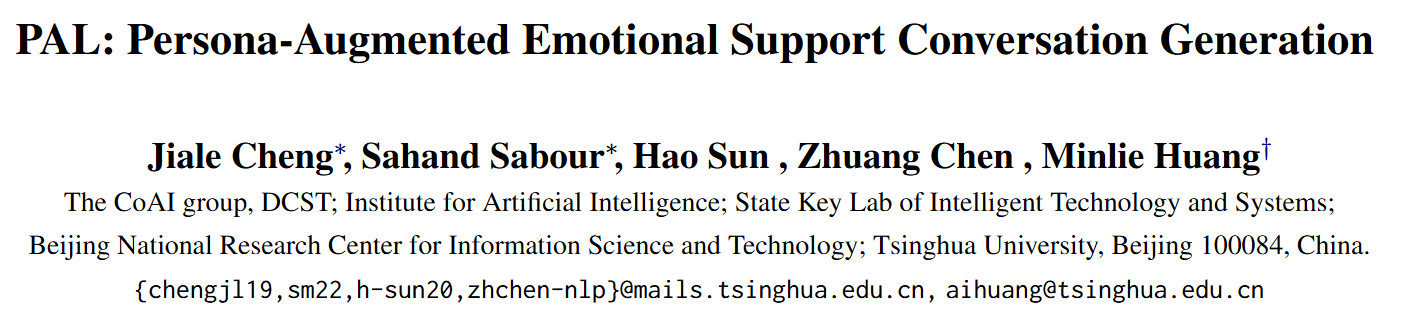 PAL: Persona-Augmented Emotional Support Conversation Generation
Jiale Cheng*, Sahand Sabour*, Hao Sun , Zhuang Chen , Minlie Huang†
The CoAI group, DCST; Institute for Artificial Intelligence; State Key Lab of Intelligent Technology and Systems;
Beijing National Research Center for Information Science and Technology; Tsinghua University, Beijing 100084, China.
{chengjl19,sm22,h-sun20,zhchen-nlp}@mails.tsinghua.edu.cn, aihuang@tsinghua.edu.cn